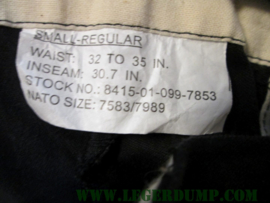 SMALL-REGULAR
WAIST: 32 TO 35 IN.
INSEAM: 30.7 IN.
STOCK NO.: 8415-01-099-7853
NATO SIZE: 7583/7989
WWW.LEGERDUMP.COM